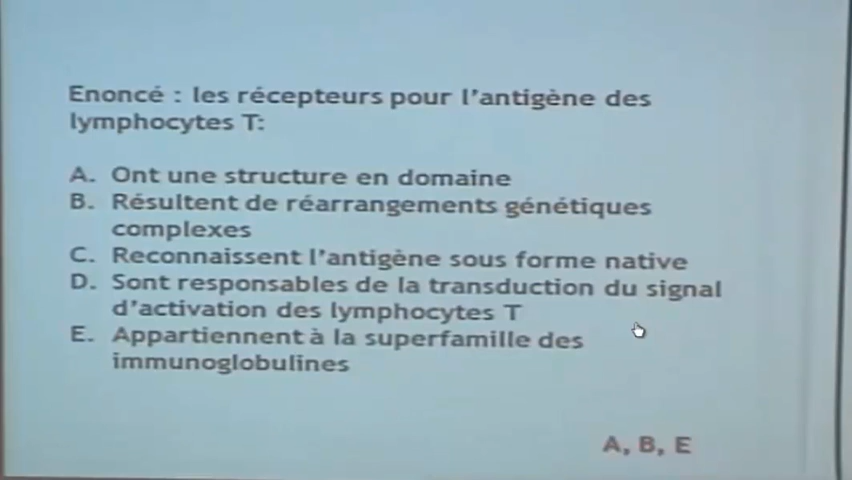 Enoncé : les récepteurs pour l'antigène des
lymphocytes T:
A. Ont une structure en domaine
B. Résultent de réarrangements génétiques
complexes
C. Reconnaissent l'antigène sous forme native
D. Sont responsables de la transduction du signal
d'activation des lymphocytes T
E. Appartiennent à la superfamille des
immunoglobulines
A, B, E